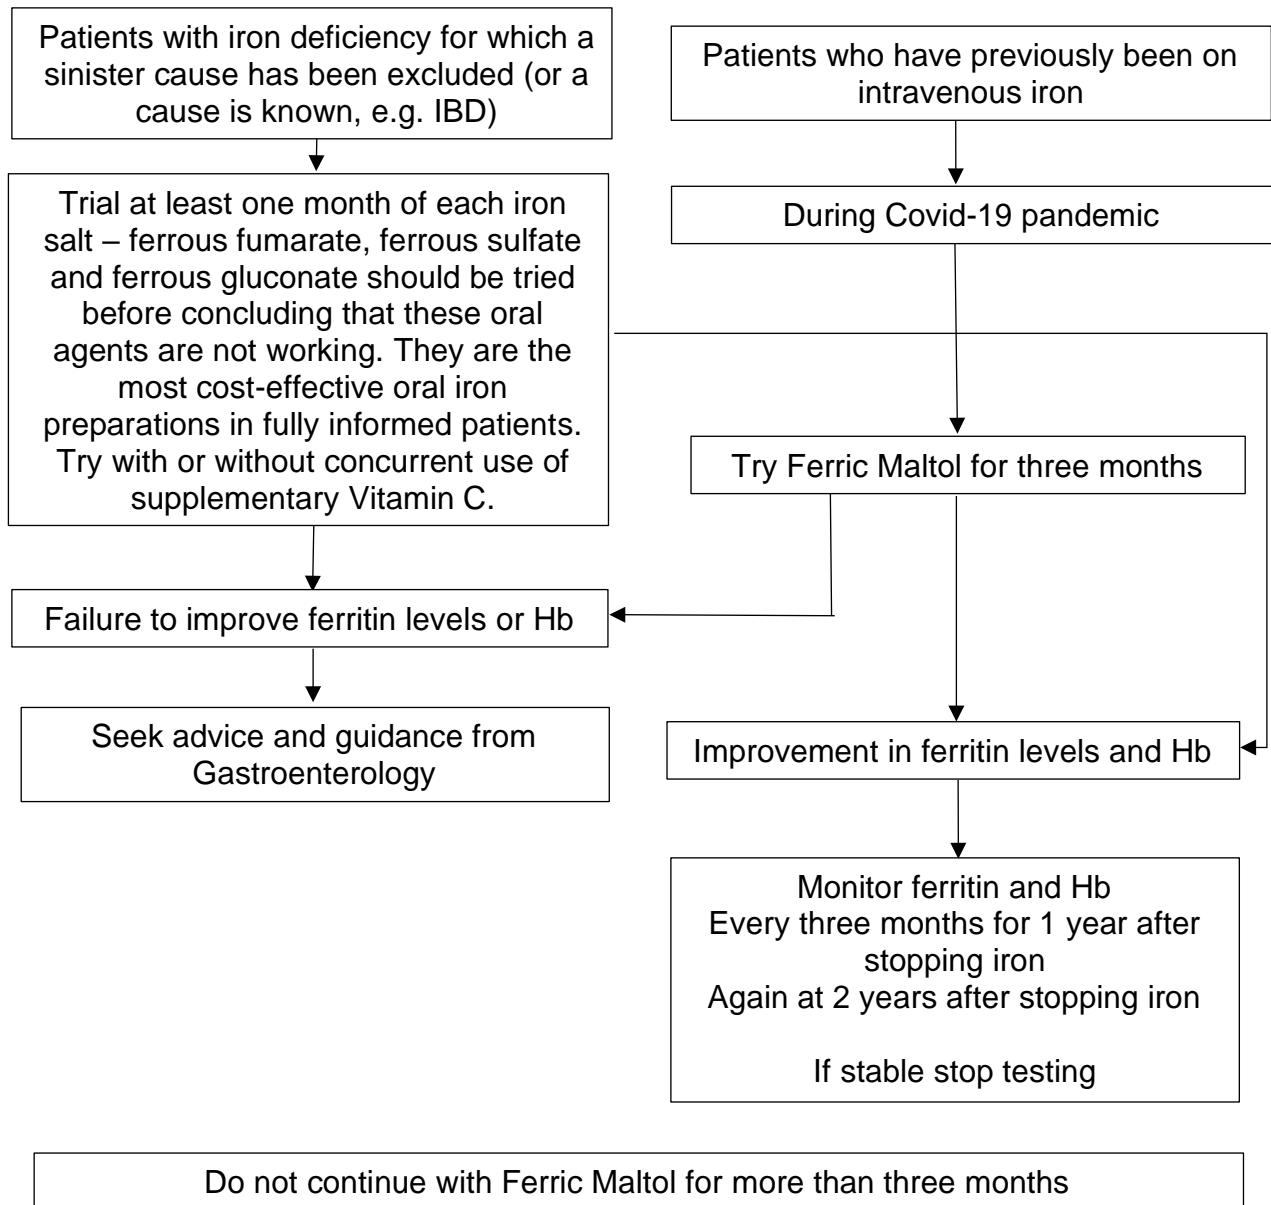 Patients with iron deficiency for which a
sinister cause has been excluded (or a
cause is known, e.g. IBD)
Patients who have previously been on
intravenous iron
Trial at least one month of each iron
salt – ferrous fumarate, ferrous sulfate
and ferrous gluconate should be tried
before concluding that these oral
agents are not working. They are the
most cost-effective oral iron
preparations in fully informed patients.
Try with or without concurrent use of
supplementary Vitamin C.
During Covid-19 pandemic
Try Ferric Maltol for three months
Failure to improve ferritin levels or Hb
Seek advice and guidance from
Gastroenterology
Improvement in ferritin levels and Hb
Monitor ferritin and Hb
Every three months for 1 year after
stopping iron
Again at 2 years after stopping iron
If stable stop testing
Do not continue with Ferric Maltol for more than three months